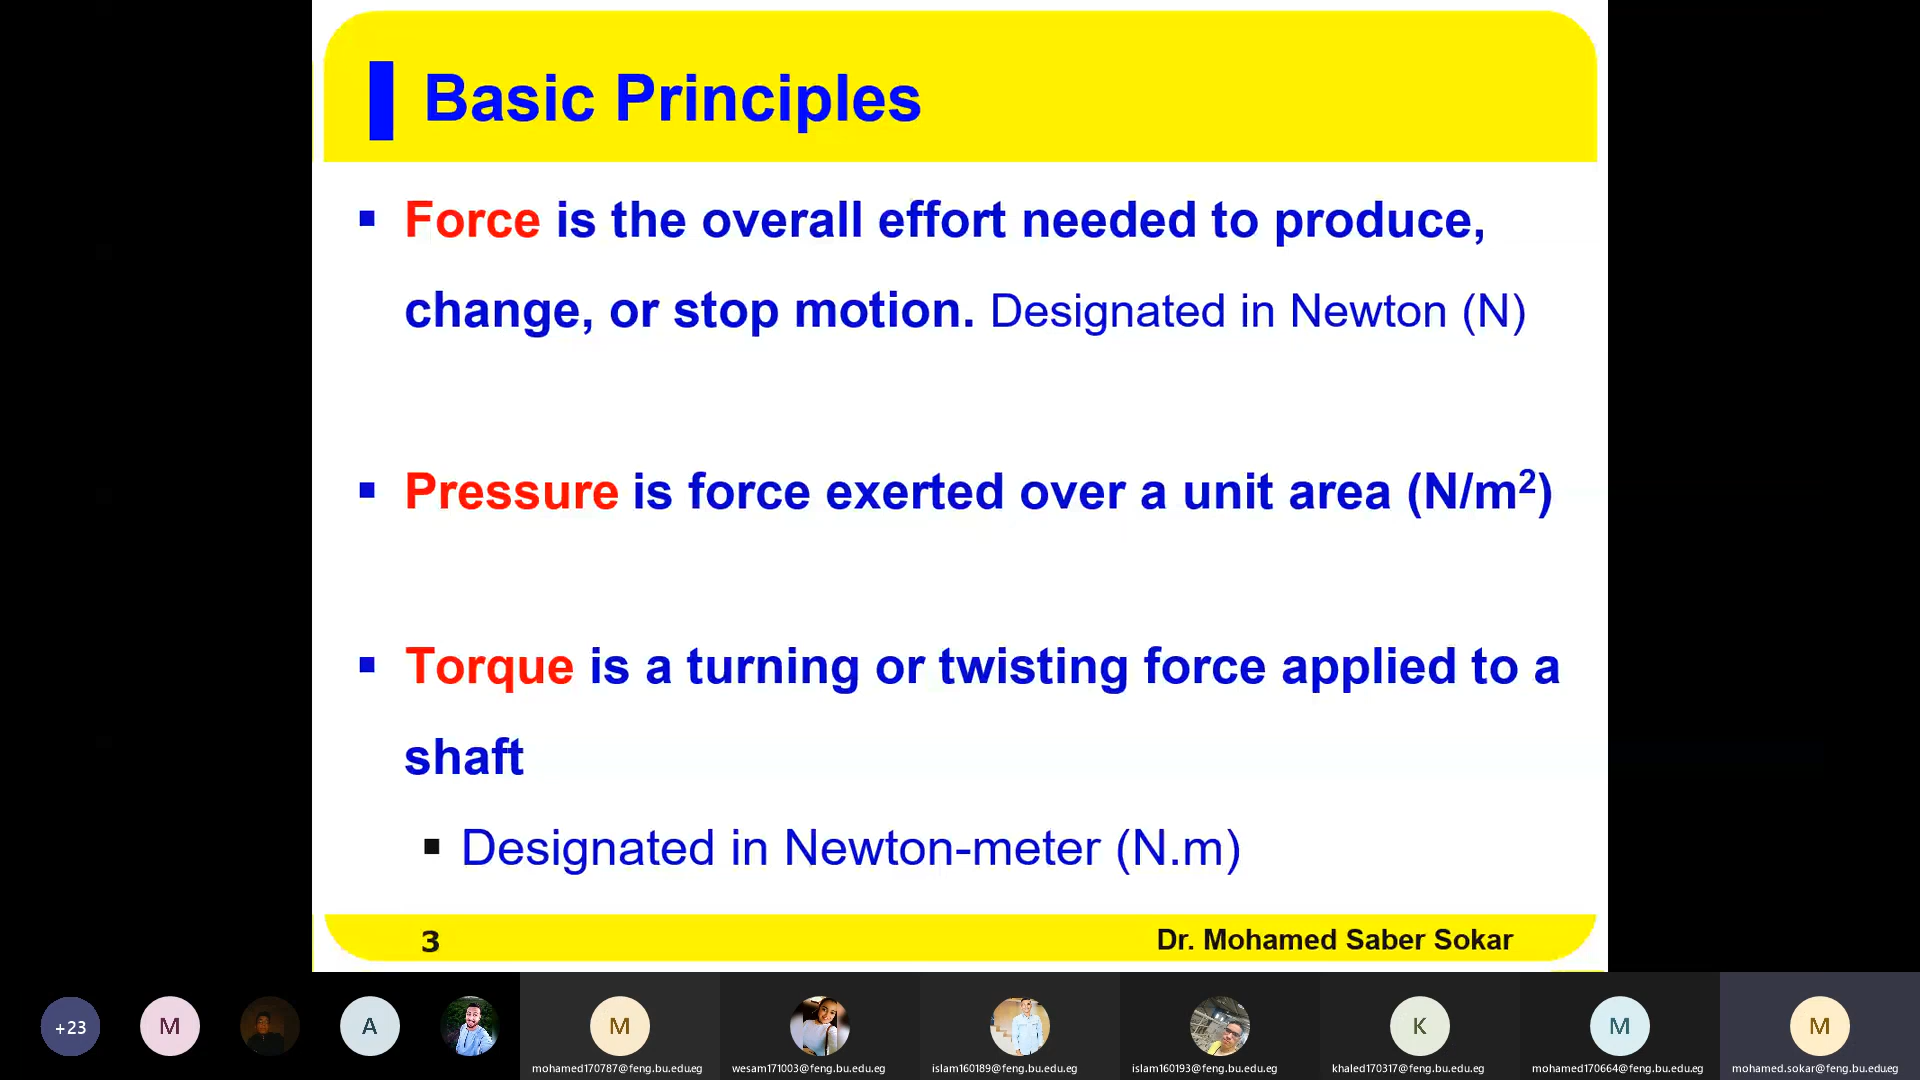 Basic Principles
▪ Force is the overall effort needed to produce,
change, or stop motion. Designated in Newton (N)
▪ Pressure is force exerted over a unit area (N/m²)
▪ Torque is a turning or twisting force applied to a
shaft
▪ Designated in Newton-meter (N.m)
3
Dr. Mohamed Saber Sokar
+23
M
A
M
K
M
M
mohamed170787@feng.bu.edu.eg
wesam171003@feng.bu.edu.eg
islam160189@feng.bu.edu.eg
islam160193@feng.bu.edu.eg
khaled170317@feng.bu.edu.eg
mohamed170664@feng.bu.edu.eg
mohamed.sokar@feng.bu.edu.eg